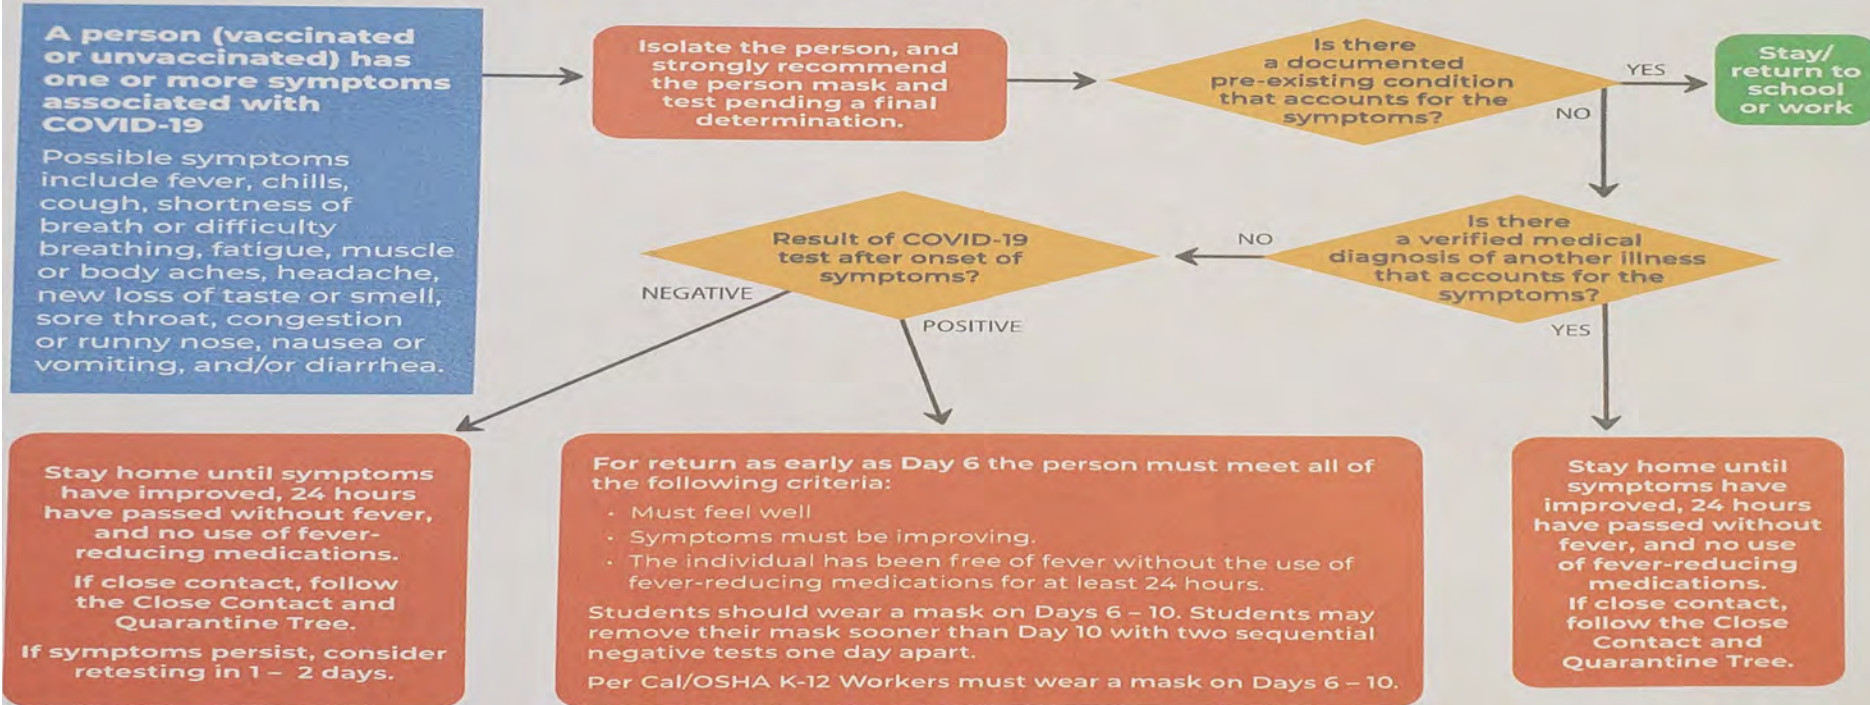 A person (vaccinated
or unvaccinated) has
one or more symptoms
associated with
COVID-19
Possible symptoms
include fever, chills,
cough, shortness of
breath or difficulty
breathing, fatigue, muscle
or body aches, headache,
new loss of taste or smell,
sore throat, congestion
or runny nose, nausea or
vomiting, and/or diarrhea.
Isolate the person, and
strongly recommend
the person mask and
test pending a final
determination.
Is there
a documented
pre-existing condition
that accounts for the
symptoms?
YES
Stay/
return to
school
or work
NO
Is there
a verified medical
diagnosis of another illness
that accounts for the
symptoms?
NO
Result of COVID-19
test after onset of
symptoms?
NEGATIVE
POSITIVE
YES
Stay home until symptoms
have improved, 24 hours
have passed without fever,
and no use of fever-
reducing medications.
If close contact, follow
the Close Contact and
Quarantine Tree.
If symptoms persist, consider
retesting in 1 – 2 days.
For return as early as Day 6 the person must meet all of
the following criteria:
• Must feel well
• Symptoms must be improving.
• The individual has been free of fever without the use of
fever-reducing medications for at least 24 hours.
Students should wear a mask on Days 6 – 10. Students may
remove their mask sooner than Day 10 with two sequential
negative tests one day apart.
Per Cal/OSHA K-12 Workers must wear a mask on Days 6 – 10.
Stay home until
symptoms have
improved, 24 hours
have passed without
fever, and no use
of fever-reducing
medications.
If close contact,
follow the Close
Contact and
Quarantine Tree.